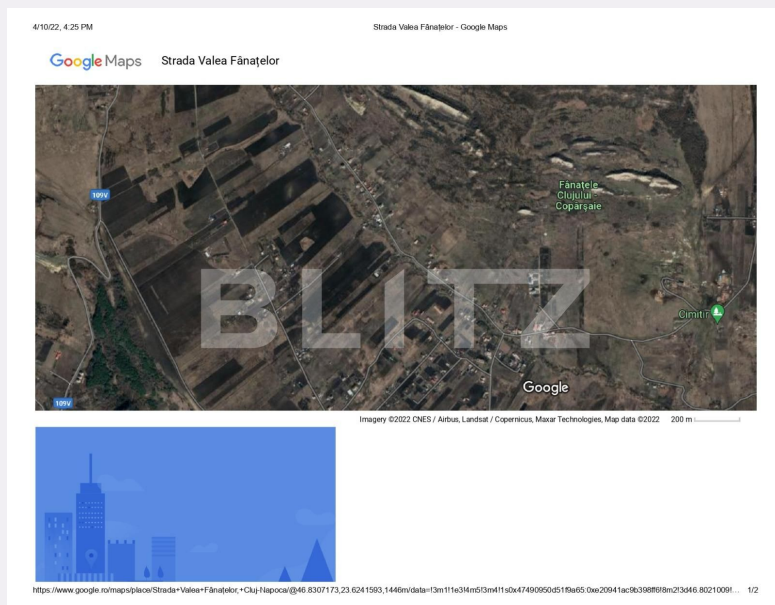 4/10/22, 4:25 PM
Strada Valea Fânațelor - Google Maps
Google Maps
Strada Valea Fânațelor
109V
Fânațele
Clujului -
Copârșaie
BLITZ
Cimitir
Google
109V
Imagery ©2022 CNES / Airbus, Landsat / Copernicus, Maxar Technologies, Map data ©2022
200 m
https://www.google.ro/maps/place/Strada+Valea+Fânațelor,+Cluj-Napoca/@46.8307173,23.6241593,1446m/data=!3m1!1e3!4m5!3m4!1s0x47490950d51f9a65:0xe20941ac9b398ff6!8m2!3d46.8021009!…
1/2